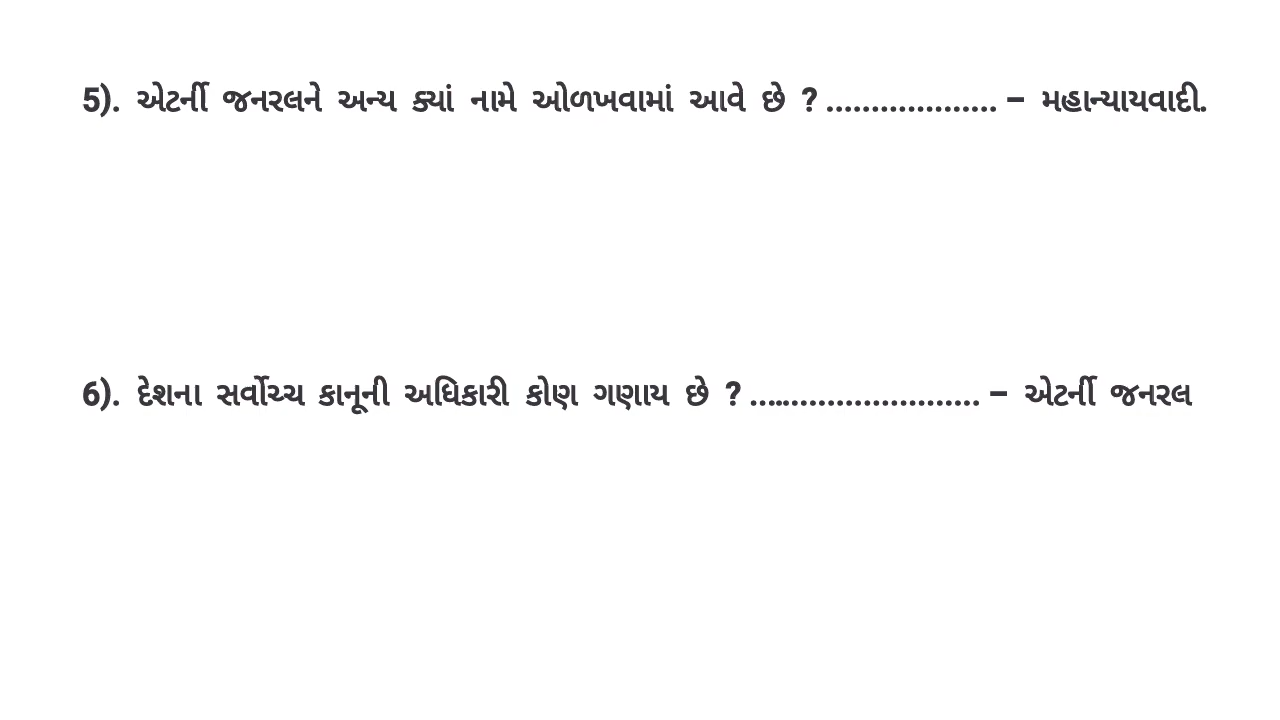 5). એટર્ની જનરલને અન્ય ક્યાં નામે ઓળખવામાં આવે છે ? ................... – મહાન્યાયવાદી.
6). દેશના સર્વોચ્ચ કાનૂની અધિકારી કોણ ગણાય છે ? .......................... – એટર્ની જનરલ